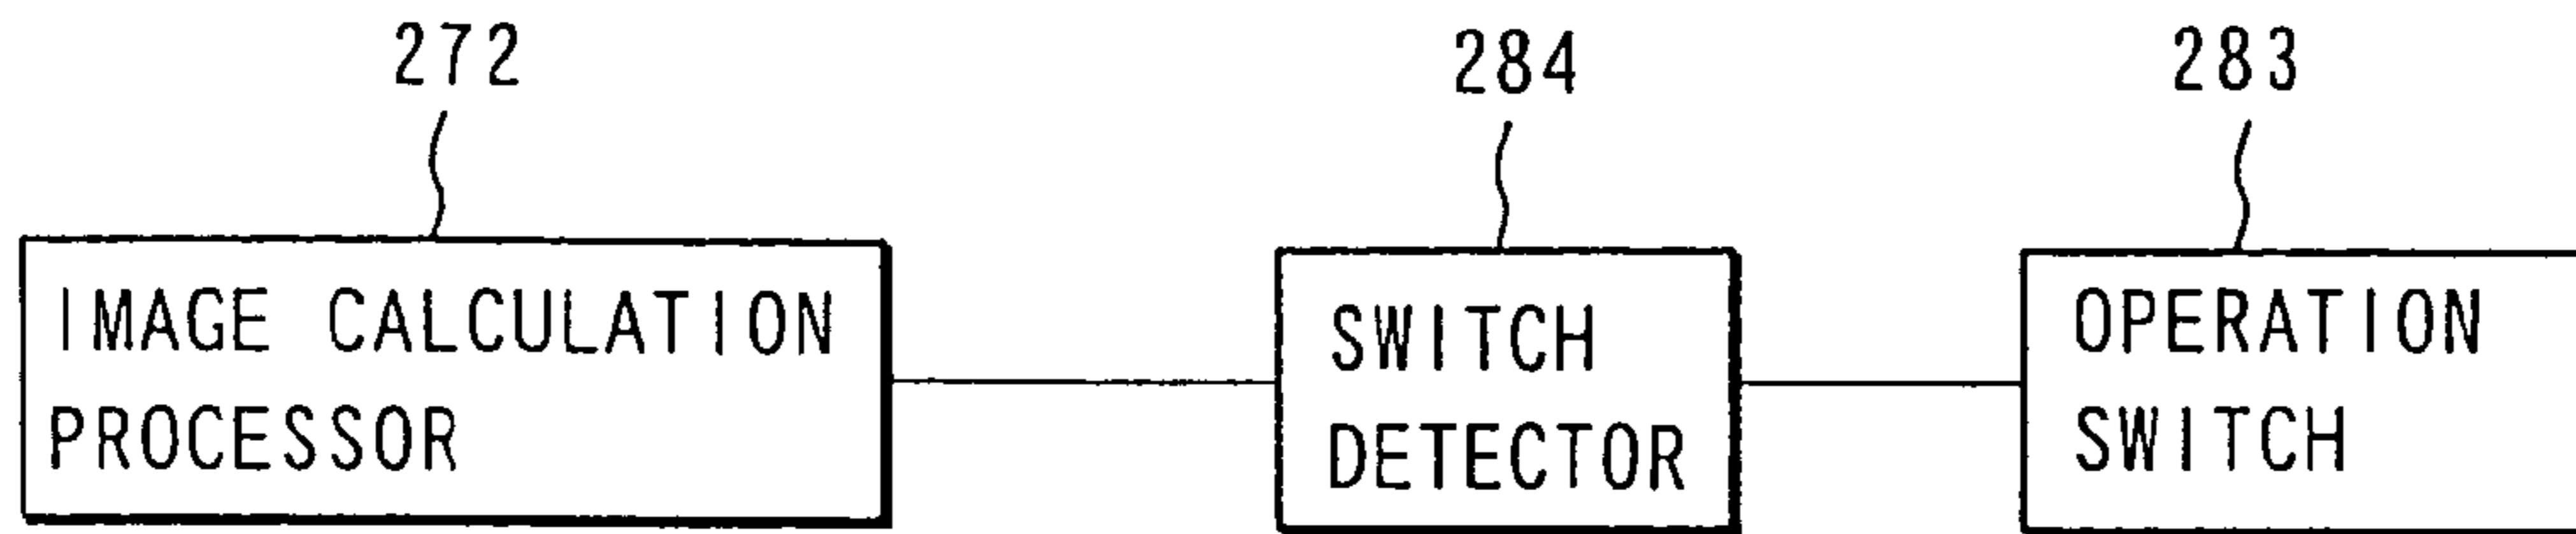 272
284
283
IMAGE CALCULATION
PROCESSOR
SWITCH
DETECTOR
OPERATION
SWITCH